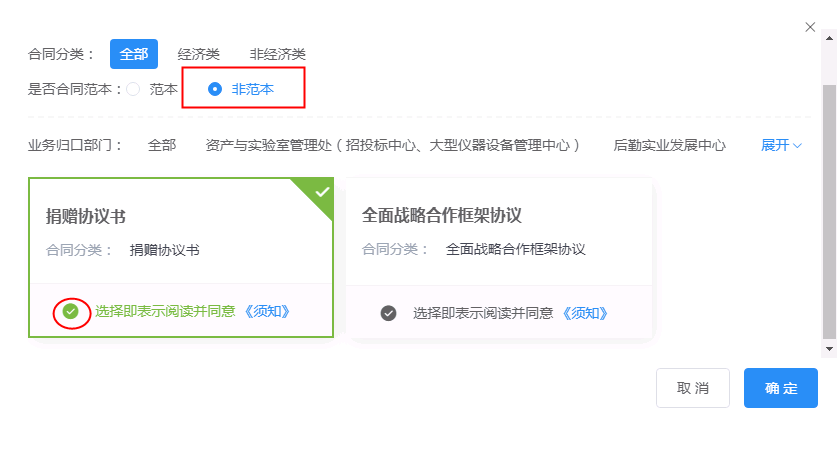 合同分类： 全部 经济类 非经济类
是否合同范本： 范本 非范本
业务归口部门： 全部 资产与实验室管理处（招投标中心、大型仪器设备管理中心） 后勤实业发展中心 展开
捐赠协议书
合同分类： 捐赠协议书
选择即表示阅读并同意《须知》
全面战略合作框架协议
合同分类： 全面战略合作框架协议
选择即表示阅读并同意《须知》
取消 确定